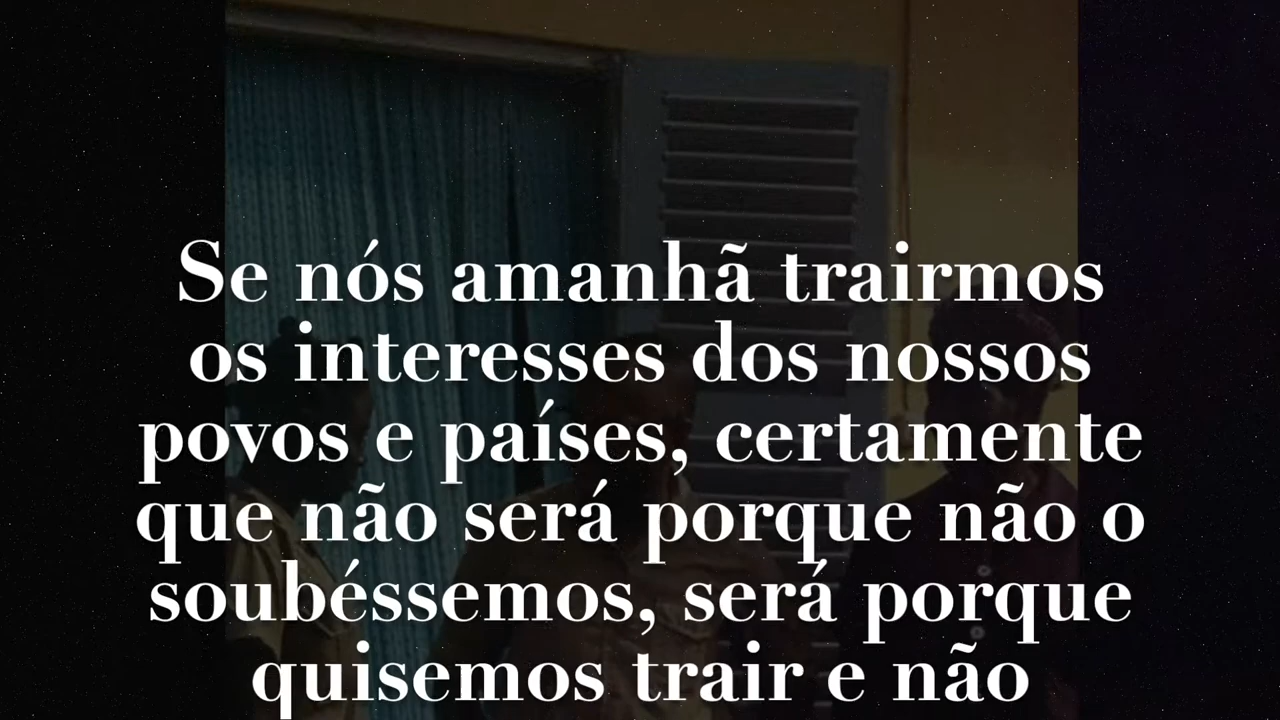 Se nós amanhã trairmos
os interesses dos nossos
povos e países, certamente
que não será porque não o
soubéssemos, será porque
quisemos trair e não